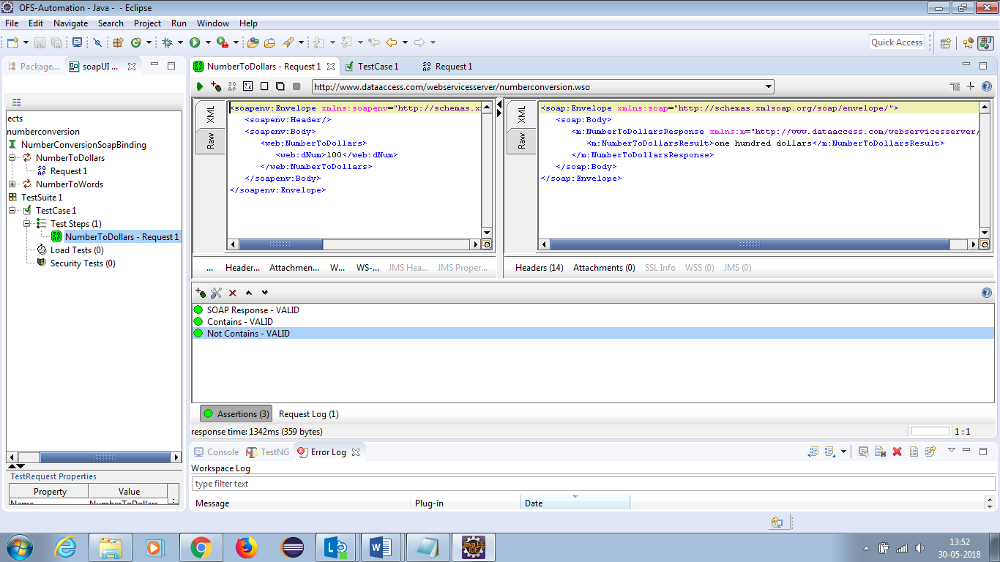 OFS-Automation - Java -  - Eclipse
File Edit Navigate Search Project Run Window Help
Quick Access
Package... soapUI ...
NumberToDollars - Request 1 TestCase 1 Request 1
http://www.dataaccess.com/webservicesserver/numberconversion.wso
ects
numberconversion
NumberConversionSoapBinding
NumberToDollars
Request 1
NumberToWords
TestSuite 1
TestCase 1
Test Steps (1)
NumberToDollars - Request 1
Load Tests (0)
Security Tests (0)
TestRequest Properties
Property Value
Name NumberToDollars
XML
Raw
<soapenv:Envelope xmlns:soapenv="http://schemas.x
<soapenv:Header/>
<soapenv:Body>
<web:NumberToDollars>
<web:dNum>100</web:dNum>
</web:NumberToDollars>
</soapenv:Body>
</soapenv:Envelope>
... Header... Attachmen... W... WS-... JMS Hea... JMS Proper...
XML
Raw
<soap:Envelope xmlns:soap="http://schemas.xmlsoap.org/soap/envelope/">
<soap:Body>
<m:NumberToDollarsResponse xmlns:m="http://www.dataaccess.com/webservicesserver/
<m:NumberToDollarsResult>one hundred dollars</m:NumberToDollarsResult>
</m:NumberToDollarsResponse>
</soap:Body>
</soap:Envelope>
Headers (14) Attachments (0) SSL Info WSS (0) JMS (0)
SOAP Response - VALID
Contains - VALID
Not Contains - VALID
Assertions (3) Request Log (1)
response time: 1342ms (359 bytes) 1 : 1
Console TestNG Error Log
Workspace Log
type filter text
Message Plug-in Date
Java EE
IDE
13:52
30-05-2018